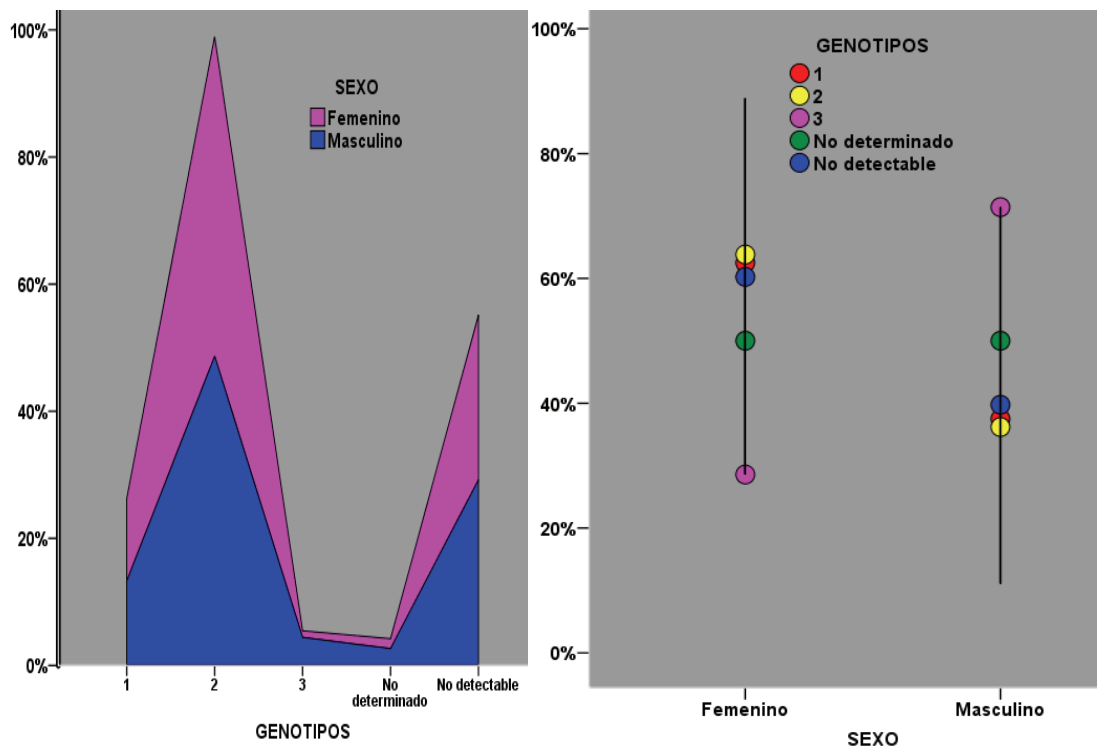 100%
80%
60%
40%
20%
0%
SEXO
Femenino
Masculino
1
2
3
No determinado
No detectable
GENOTIPOS
100%
80%
60%
40%
20%
0%
GENOTIPOS
1
2
3
No determinado
No detectable
Femenino
Masculino
SEXO